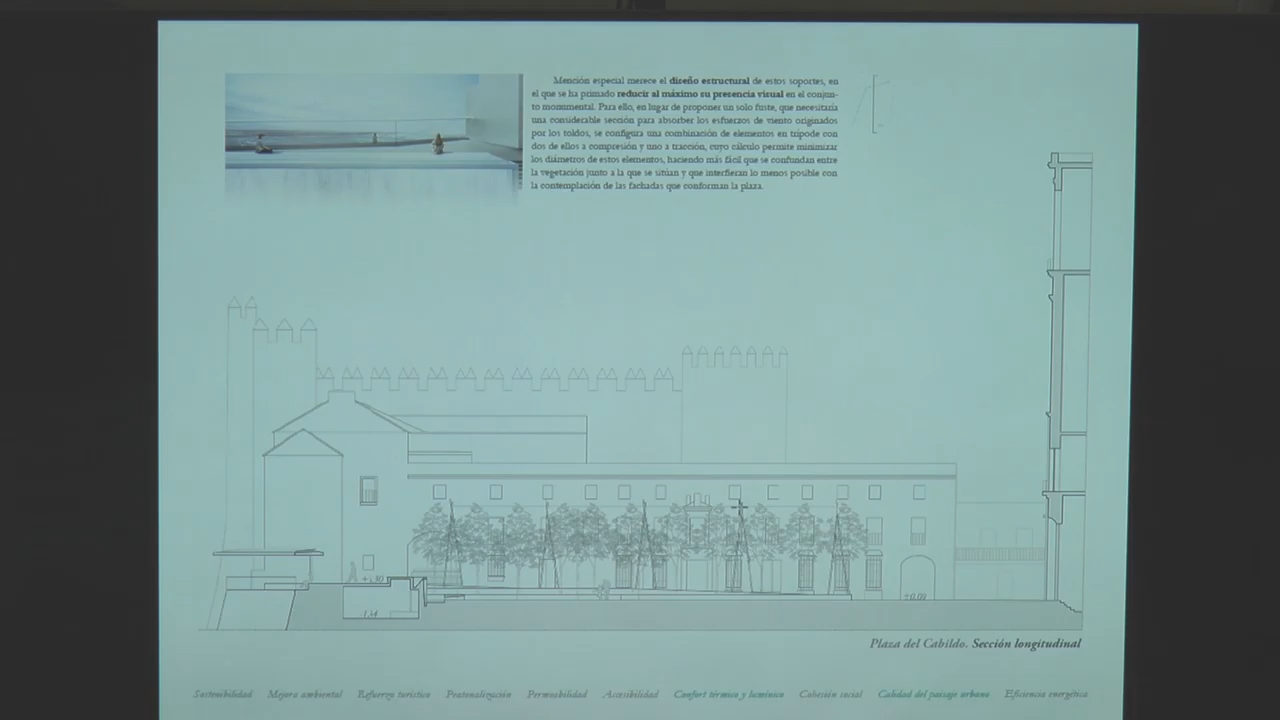 Mención especial merece el diseño estructural de estos soportes, en
el que se ha primado reducir al máximo su presencia visual en el conjun-
to monumental. Para ello, en lugar de proponer un solo fuste, que necesitaría
una considerable sección para absorber los esfuerzos de viento originados
por los toldos, se configura una combinación de elementos en trípode con
dos de ellos a compresión y uno a tracción, cuyo cálculo permite minimizar
los diámetros de estos elementos, haciendo más fácil que se confundan entre
la vegetación junto a la que se sitúan y que interfieran lo menos posible con
la contemplación de las fachadas que conforman la plaza.
±0.00
Plaza del Cabildo. Sección longitudinal
Sostenibilidad Mejora ambiental Refuerzo turístico Peatonalización Permeabilidad Accesibilidad Confort térmico y lumínico Cohesión social Calidad del paisaje urbano Eficiencia energética